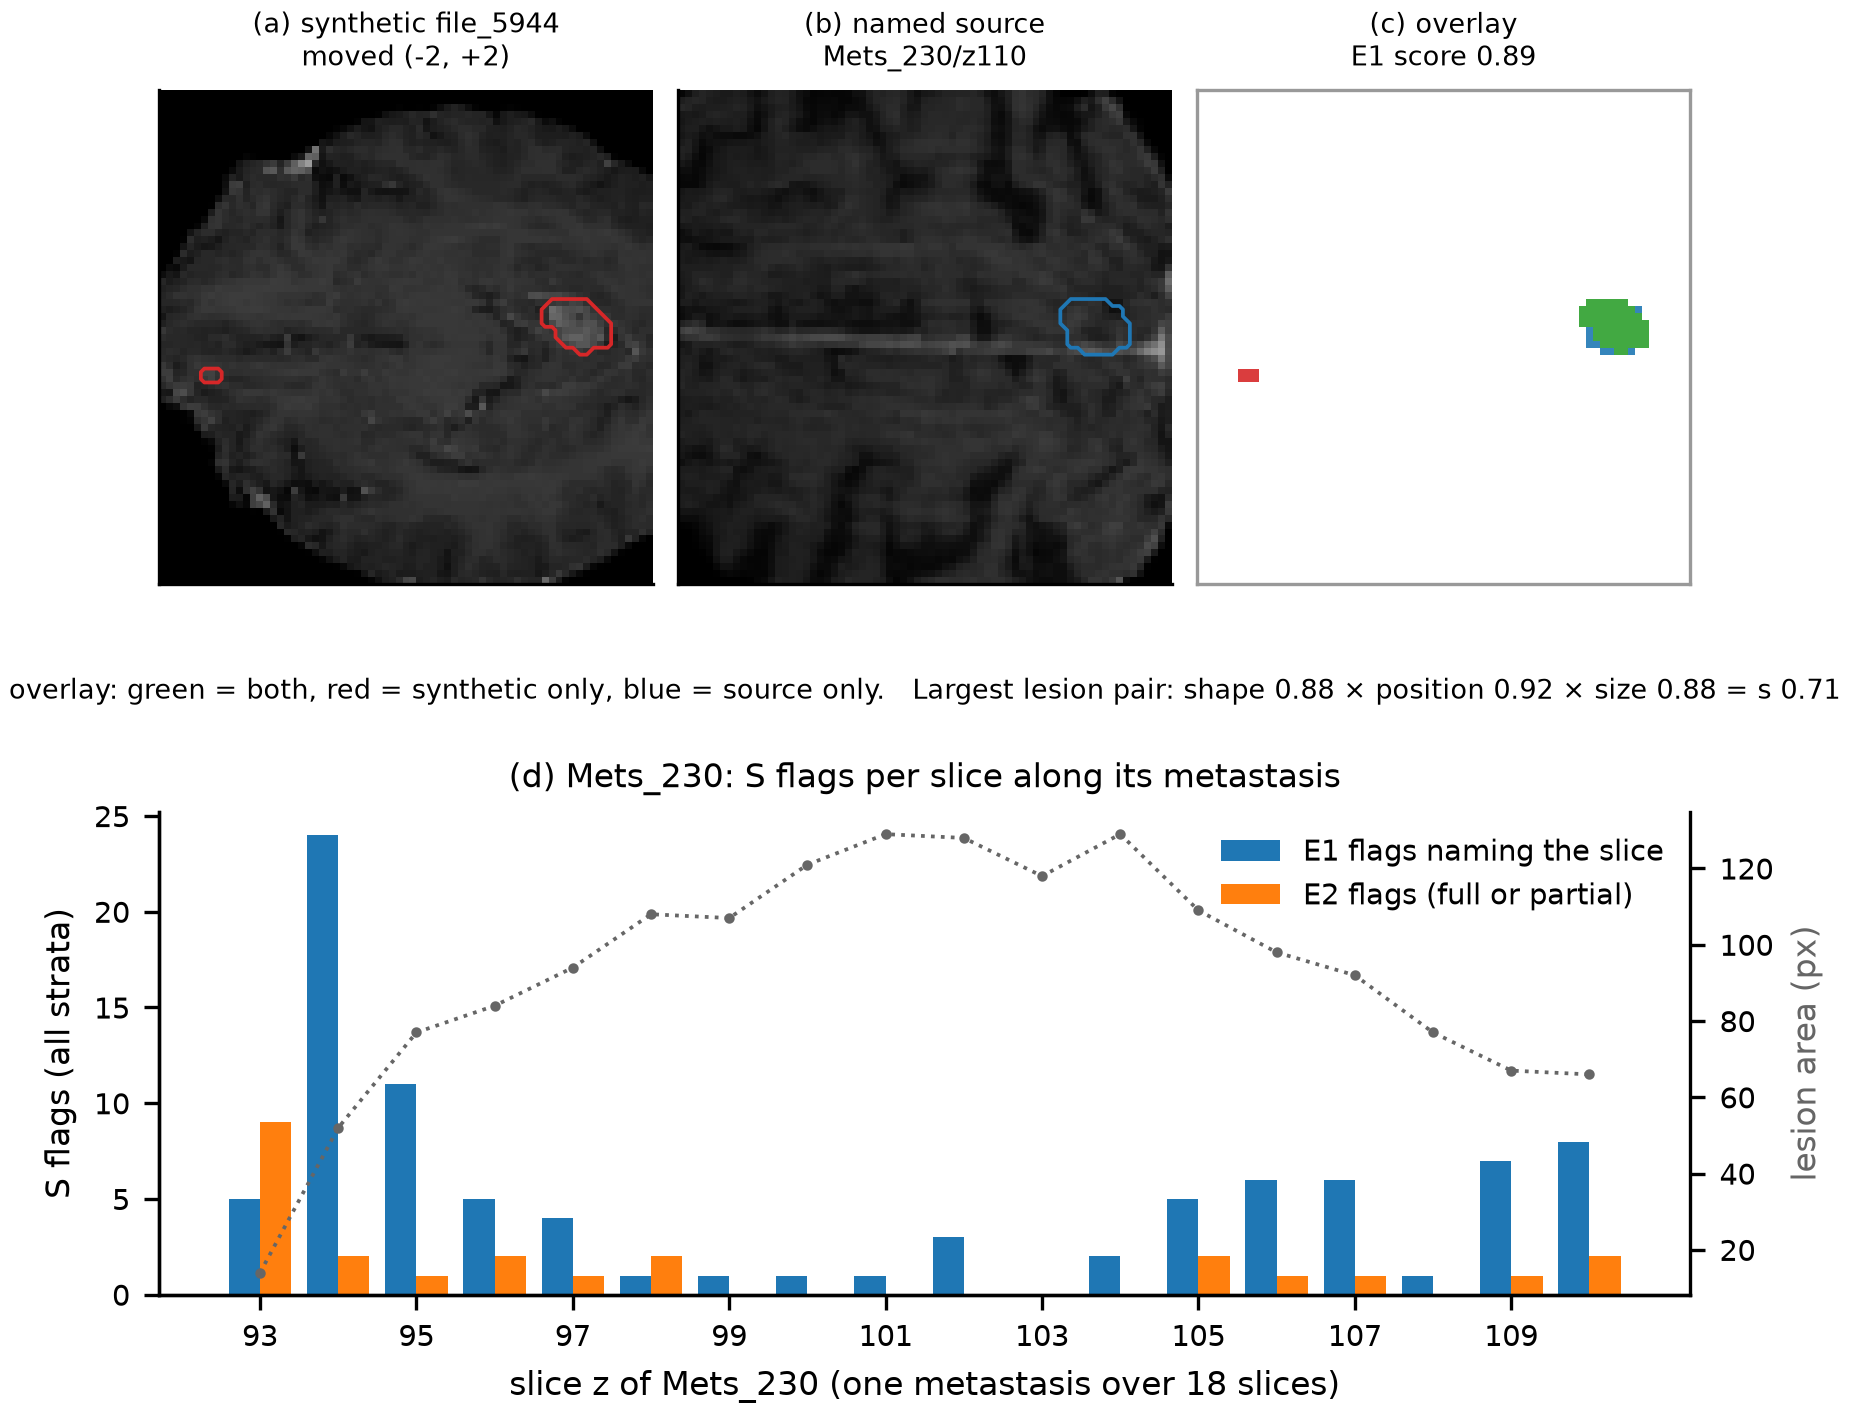 (a) synthetic file_5944
moved (-2, +2)
(b) named source
Mets_230/z110
(c) overlay
E1 score 0.89
overlay: green = both, red = synthetic only, blue = source only.   Largest lesion pair: shape 0.88 × position 0.92 × size 0.88 = s 0.71
(d) Mets_230: S flags per slice along its metastasis
S flags (all strata)
25
20
15
10
5
0
E1 flags naming the slice
E2 flags (full or partial)
120
100
80
60
40
20
lesion area (px)
93 95 97 99 101 103 105 107 109
slice z of Mets_230 (one metastasis over 18 slices)